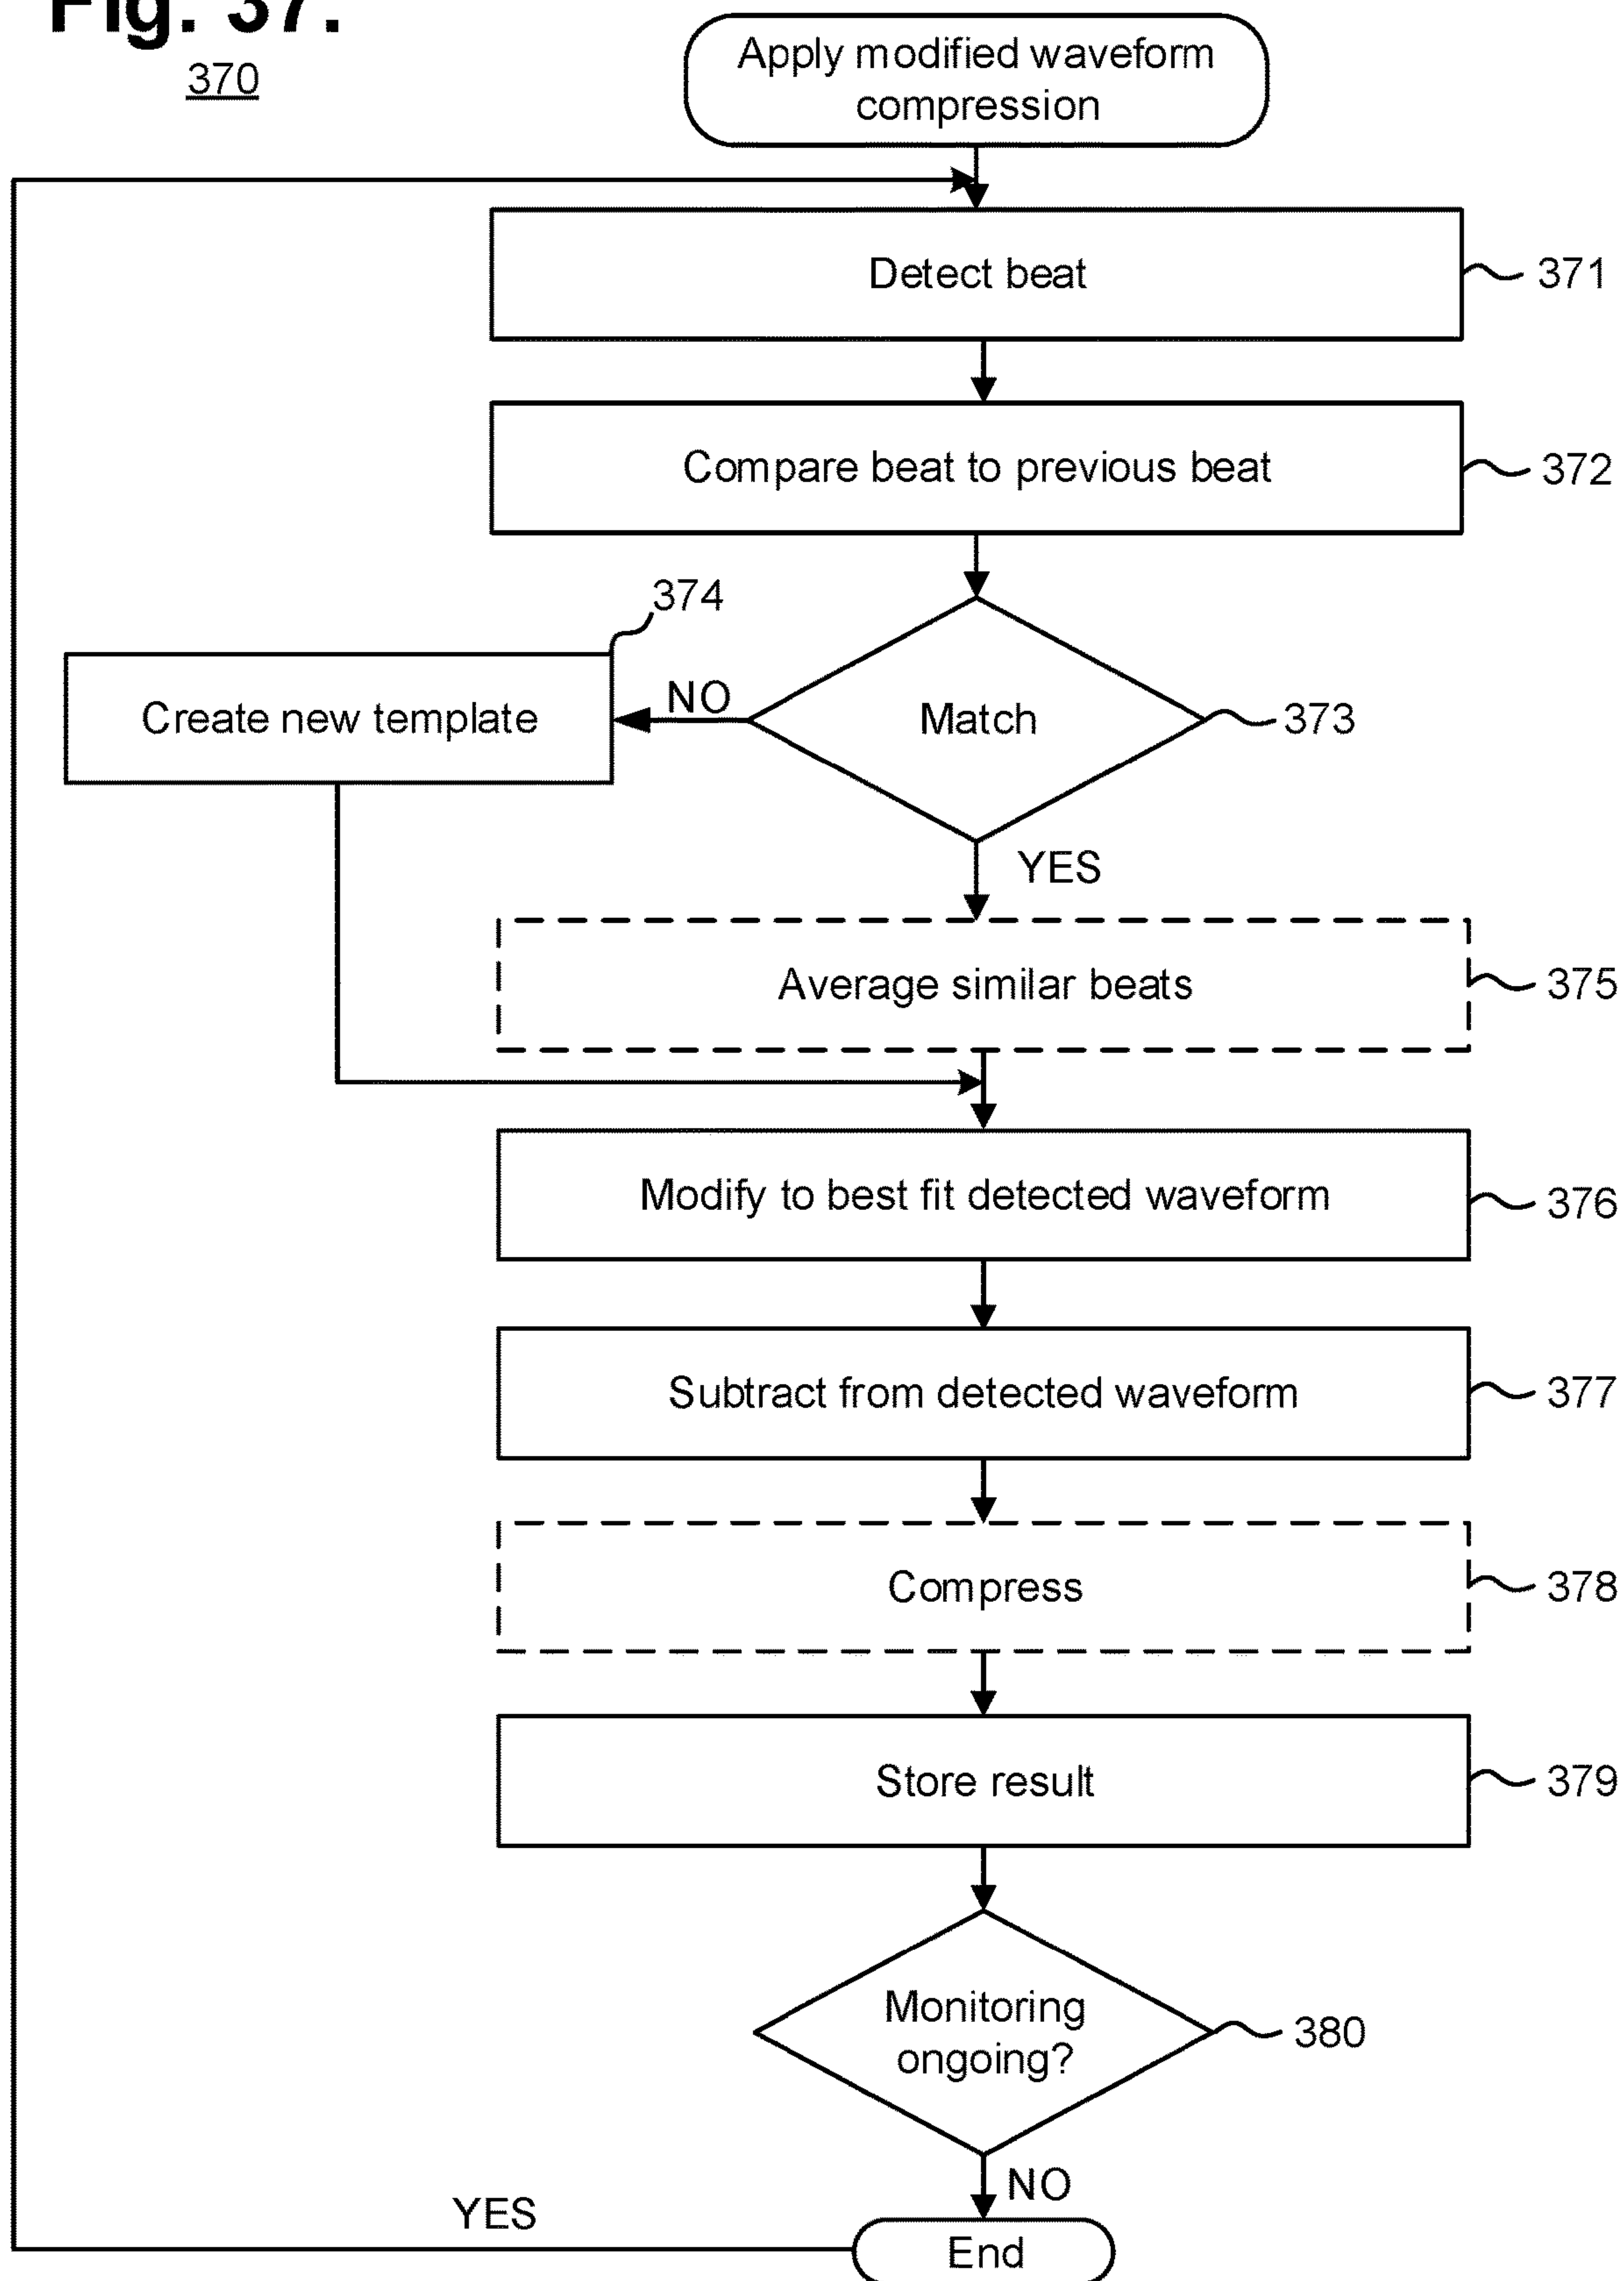 Fig. 37.
370
Apply modified waveform
compression
Detect beat
371
Compare beat to previous beat
372
374
Create new template
NO
Match
373
YES
Average similar beats
375
Modify to best fit detected waveform
376
Subtract from detected waveform
377
Compress
378
Store result
379
Monitoring
ongoing?
380
NO
YES
End